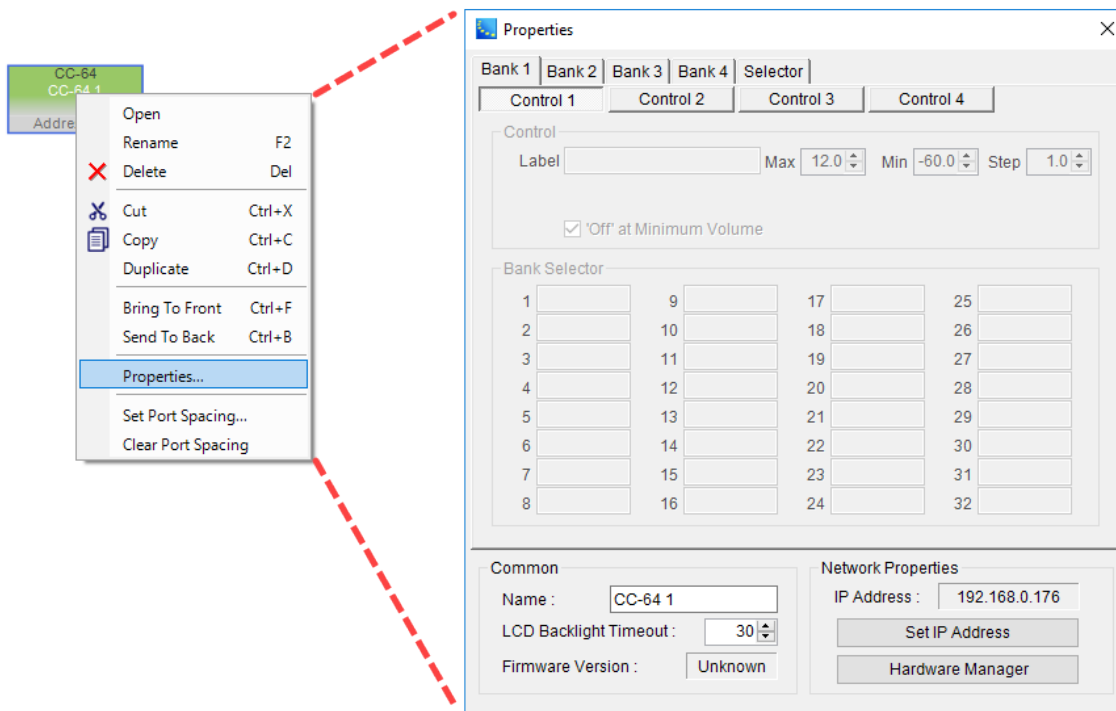 CC-64
CC-64 1
Addre
Open
Rename F2
Delete Del
Cut Ctrl+X
Copy Ctrl+C
Duplicate Ctrl+D
Bring To Front Ctrl+F
Send To Back Ctrl+B
Properties...
Set Port Spacing...
Clear Port Spacing
Properties
Bank 1 Bank 2 Bank 3 Bank 4 Selector
Control 1 Control 2 Control 3 Control 4
Control
Label Max 12.0 Min -60.0 Step 1.0
'Off' at Minimum Volume
Bank Selector
1 9 17 25
2 10 18 26
3 11 19 27
4 12 20 28
5 13 21 29
6 14 22 30
7 15 23 31
8 16 24 32
Common
Name : CC-64 1
LCD Backlight Timeout : 30
Firmware Version : Unknown
Network Properties
IP Address : 192.168.0.176
Set IP Address
Hardware Manager